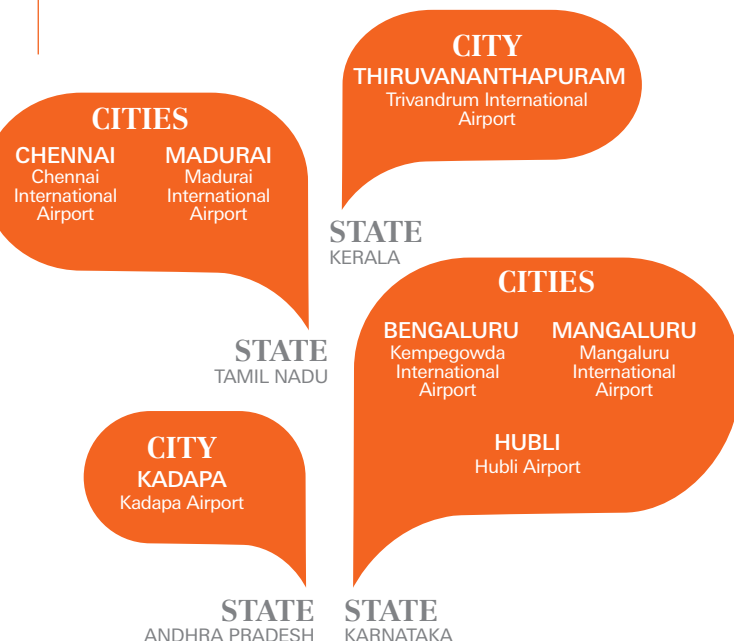 CITY
THIRUVANANTHAPURAM
Trivandrum International
Airport
STATE
KERALA
CITIES
CHENNAI
Chennai
International
Airport
MADURAI
Madurai
International
Airport
STATE
TAMIL NADU
CITIES
BENGALURU
Kempegowda
International
Airport
MANGALURU
Mangaluru
International
Airport
HUBLI
Hubli Airport
STATE
KARNATAKA
CITY
KADAPA
Kadapa Airport
STATE
ANDHRA PRADESH